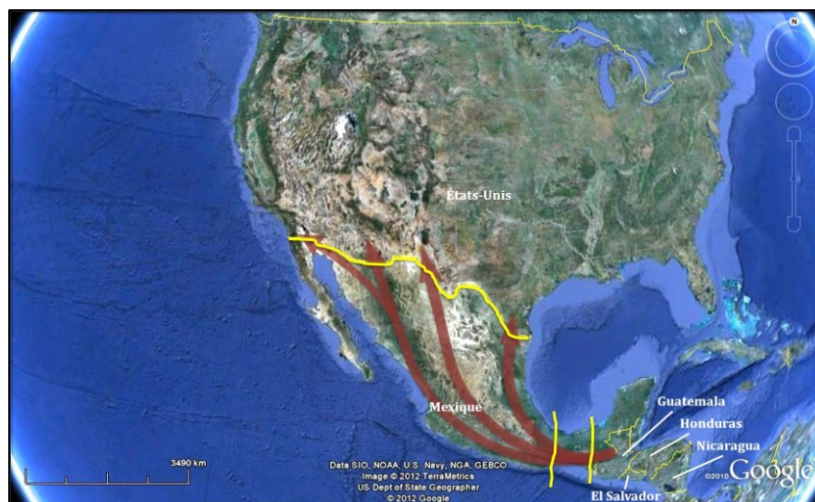 N
États-Unis
Mexique
Guatemala
Honduras
Nicaragua
El Salvador
3490 km
Data SIO, NOAA, U.S. Navy, NGA, GEBCO
Image © 2012 TerraMetrics
US Dept of State Geographer
© 2012 Google
©2010 Google